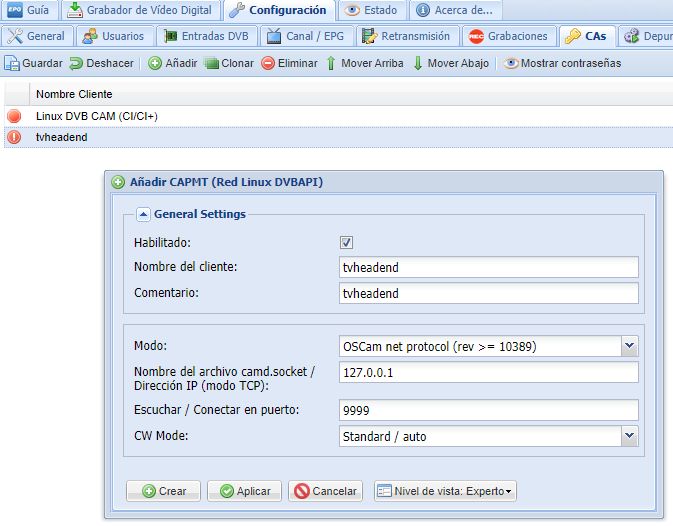 EPG Guía Grabador de Vídeo Digital Configuración Estado Acerca de...
General Usuarios Entradas DVB Canal / EPG Retransmisión REC Grabaciones CAs Depur
Guardar Deshacer Añadir Clonar Eliminar Mover Arriba Mover Abajo Mostrar contraseñas
Nombre Cliente
Linux DVB CAM (CI/CI+)
tvheadend
Añadir CAPMT (Red Linux DVBAPI)
General Settings
Habilitado:
Nombre del cliente: tvheadend
Comentario: tvheadend
Modo: OSCam net protocol (rev >= 10389)
Nombre del archivo camd.socket /
Dirección IP (modo TCP): 127.0.0.1
Escuchar / Conectar en puerto: 9999
CW Mode: Standard / auto
Crear Aplicar Cancelar Nivel de vista: Experto